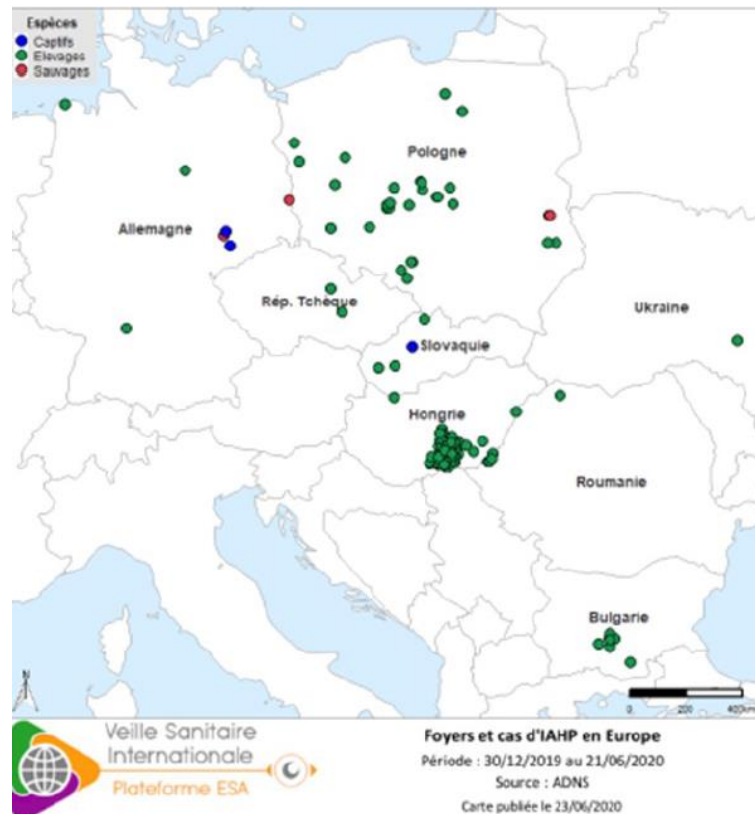 Espèces
Captifs
Elevages
Sauvages
Pologne
Allemagne
Rép. Tchèque
Ukraine
Slovaquie
Hongrie
Roumanie
Bulgarie
N
0 200 400km
Veille Sanitaire
Internationale
Plateforme ESA
Foyers et cas d'IAHP en Europe
Période : 30/12/2019 au 21/06/2020
Source : ADNS
Carte publiée le 23/06/2020